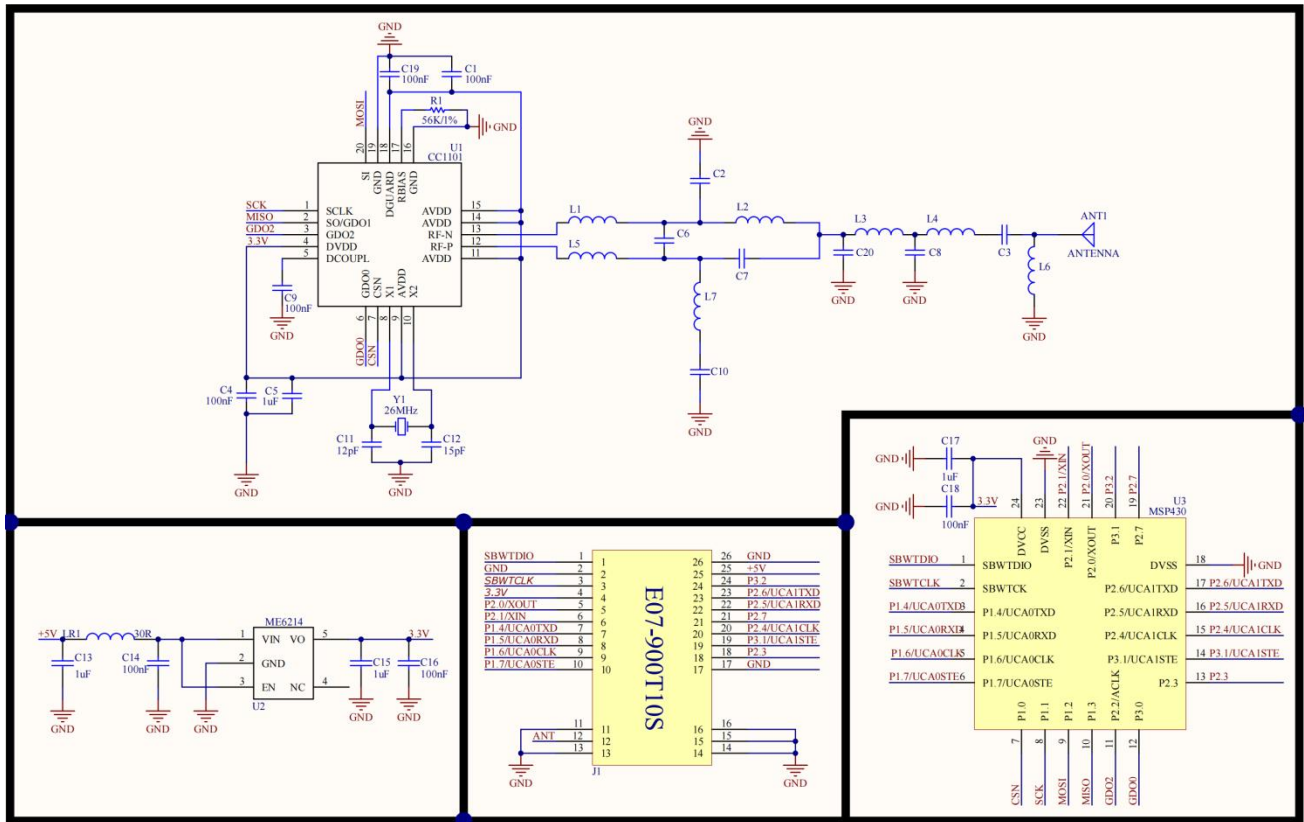 GND
C19
100nF
C1
100nF
R1
56K/1%
GND
MOSI
20
19
18
17
16
U1
CC1101
SI
GND
DGUARD
RBIAS
GND
SCK
1
SCLK
AVDD
15
MISO
2
SO/GDO1
AVDD
14
GDO2
3
GDO2
RF-N
13
3.3V
4
DVDD
RF-P
12
5
DCOUPL
AVDD
11
GDO0
CSN
X1
AVDD
X2
6
7
8
9
10
GDO0
CSN
C9
100nF
GND
C4
100nF
C5
1uF
GND
Y1
26MHz
C11
12pF
C12
15pF
GND
GND
C2
L1
L2
L5
C6
C7
L7
C10
GND
L3
L4
C20
GND
C8
GND
C3
ANT1
ANTENNA
L6
GND
+5V
LR1
30R
C13
1uF
GND
C14
100nF
GND
ME6214
1
VIN
VO
5
2
GND
3
EN
NC
4
U2
GND
3.3V
C15
1uF
GND
C16
100nF
GND
SBWTDIO
1
1
GND
2
2
SBWTCLK
3
3
3.3V
4
4
P2.0/XOUT
5
5
P2.1/XIN
6
6
P1.4/UCA0TXD
7
7
P1.5/UCA0RXD
8
8
P1.6/UCA0CLK
9
9
P1.7/UCA0STE
10
10
11
11
ANT
12
12
13
13
GND
J1
E07-900T10S
26
26
GND
25
25
+5V
24
24
P3.2
23
23
P2.6/UCA1TXD
22
22
P2.5/UCA1RXD
21
21
P2.7
20
20
P2.4/UCA1CLK
19
19
P3.1/UCA1STE
18
18
P2.3
17
17
GND
16
16
15
15
14
14
GND
C17
1uF
GND
C18
100nF
GND
3.3V
GND
P2.1/XIN
P2.0/XOUT
P3.2
P2.7
24
23
22
21
20
19
U3
MSP430
DVCC
DVSS
P2.1/XIN
P2.0/XOUT
P3.1
P2.7
SBWTDIO
1
SBWTDIO
SBWTCLK
2
SBWTCK
P1.4/UCA0TXD
3
P1.4/UCA0TXD
P1.5/UCA0RXD
4
P1.5/UCA0RXD
P1.6/UCA0CLK
5
P1.6/UCA0CLK
P1.7/UCA0STE
6
P1.7/UCA0STE
DVSS
18
GND
P2.6/UCA1TXD
17
P2.6/UCA1TXD
P2.5/UCA1RXD
16
P2.5/UCA1RXD
P2.4/UCA1CLK
15
P2.4/UCA1CLK
P3.1/UCA1STE
14
P3.1/UCA1STE
P2.3
13
P2.3
P1.0
P1.1
P1.2
P1.3
P2.2/ACLK
P3.0
7
8
9
10
11
12
CSN
SCK
MOSI
MISO
GDO2
GDO0